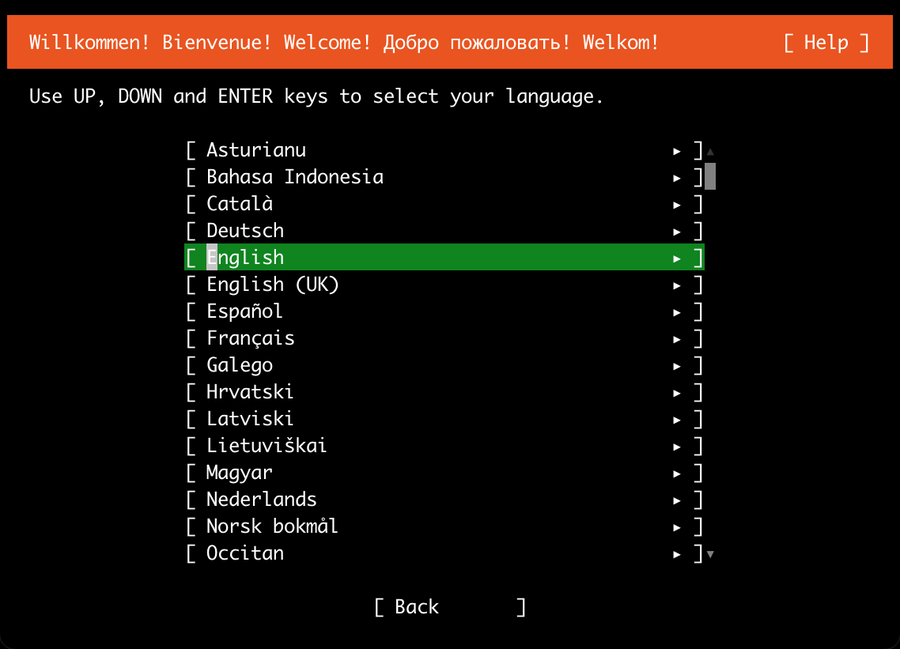 Willkommen! Bienvenue! Welcome! Добро пожаловать! Welkom! [ Help ]
Use UP, DOWN and ENTER keys to select your language.
[ Asturianu ▸ ]
[ Bahasa Indonesia ▸ ]
[ Català ▸ ]
[ Deutsch ▸ ]
[ English ▸ ]
[ English (UK) ▸ ]
[ Español ▸ ]
[ Français ▸ ]
[ Galego ▸ ]
[ Hrvatski ▸ ]
[ Latviski ▸ ]
[ Lietuviškai ▸ ]
[ Magyar ▸ ]
[ Nederlands ▸ ]
[ Norsk bokmål ▸ ]
[ Occitan ▸ ]
[ Back ]